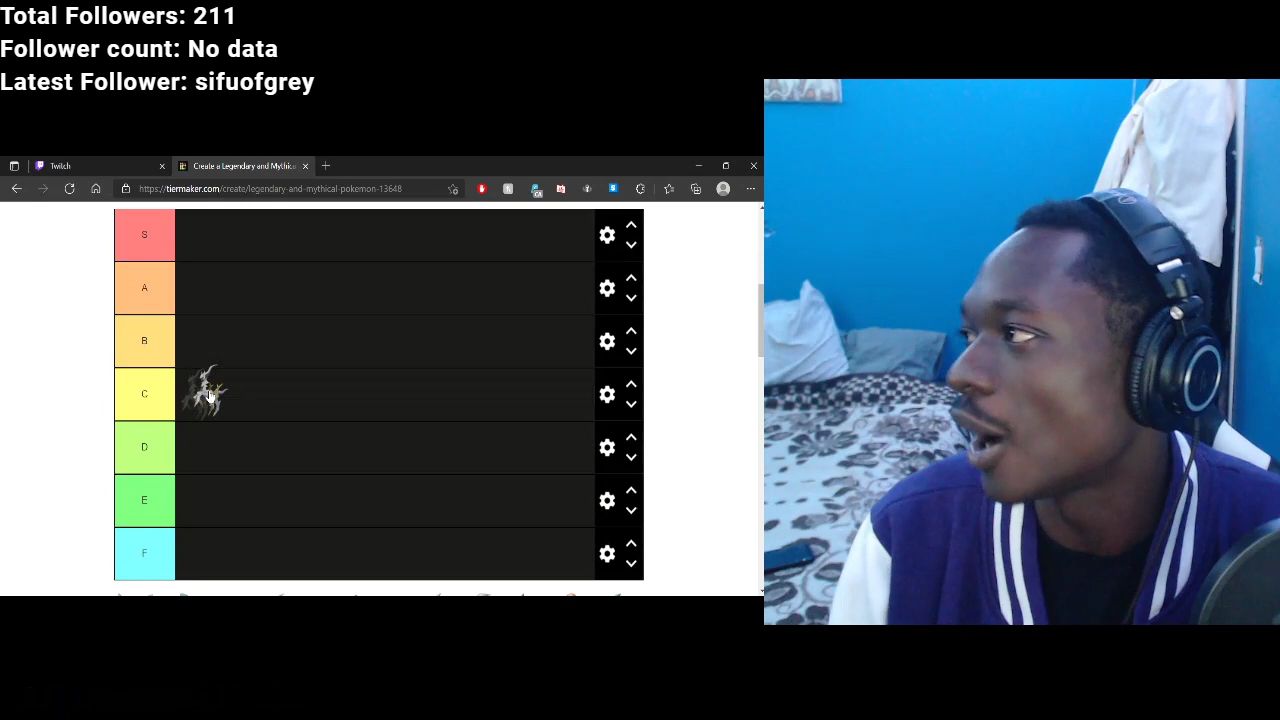 Total Followers: 211
Follower count: No data
Latest Follower: sifuofgrey
Twitch
Create a Legendary and Mythica
https://tiermaker.com/create/legendary-and-mythical-pokemon-13648
S
A
B
C
D
E
F